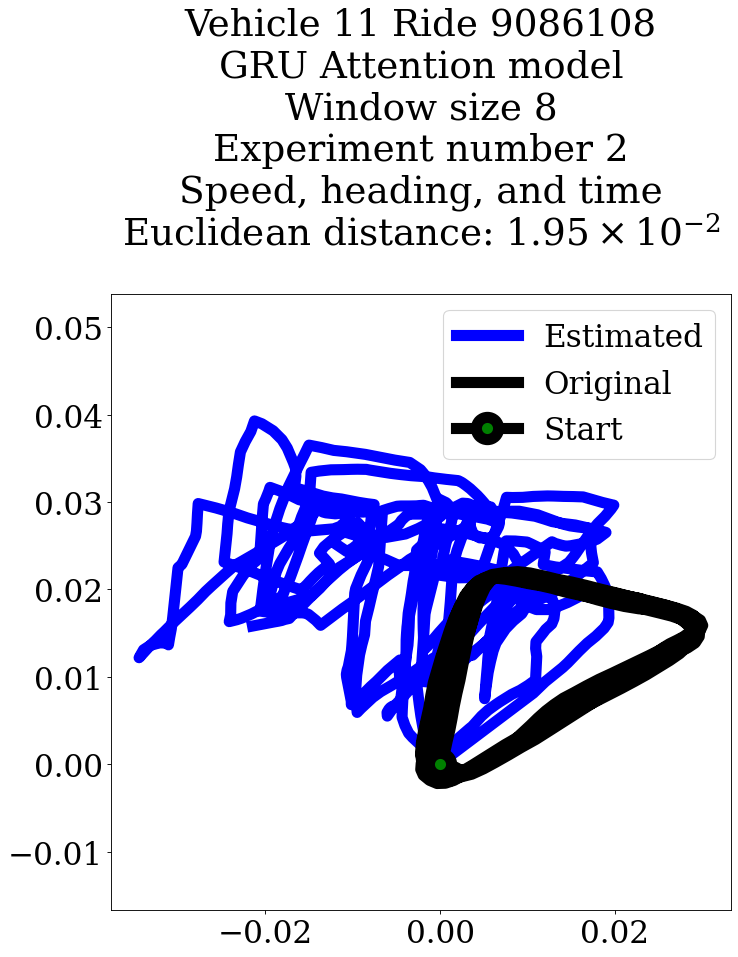 Vehicle 11 Ride 9086108
GRU Attention model
Window size 8
Experiment number 2
Speed, heading, and time
Euclidean distance: 1.95 × 10⁻²
Estimated
Original
Start
0.05
0.04
0.03
0.02
0.01
0.00
−0.01
−0.02
0.00
0.02